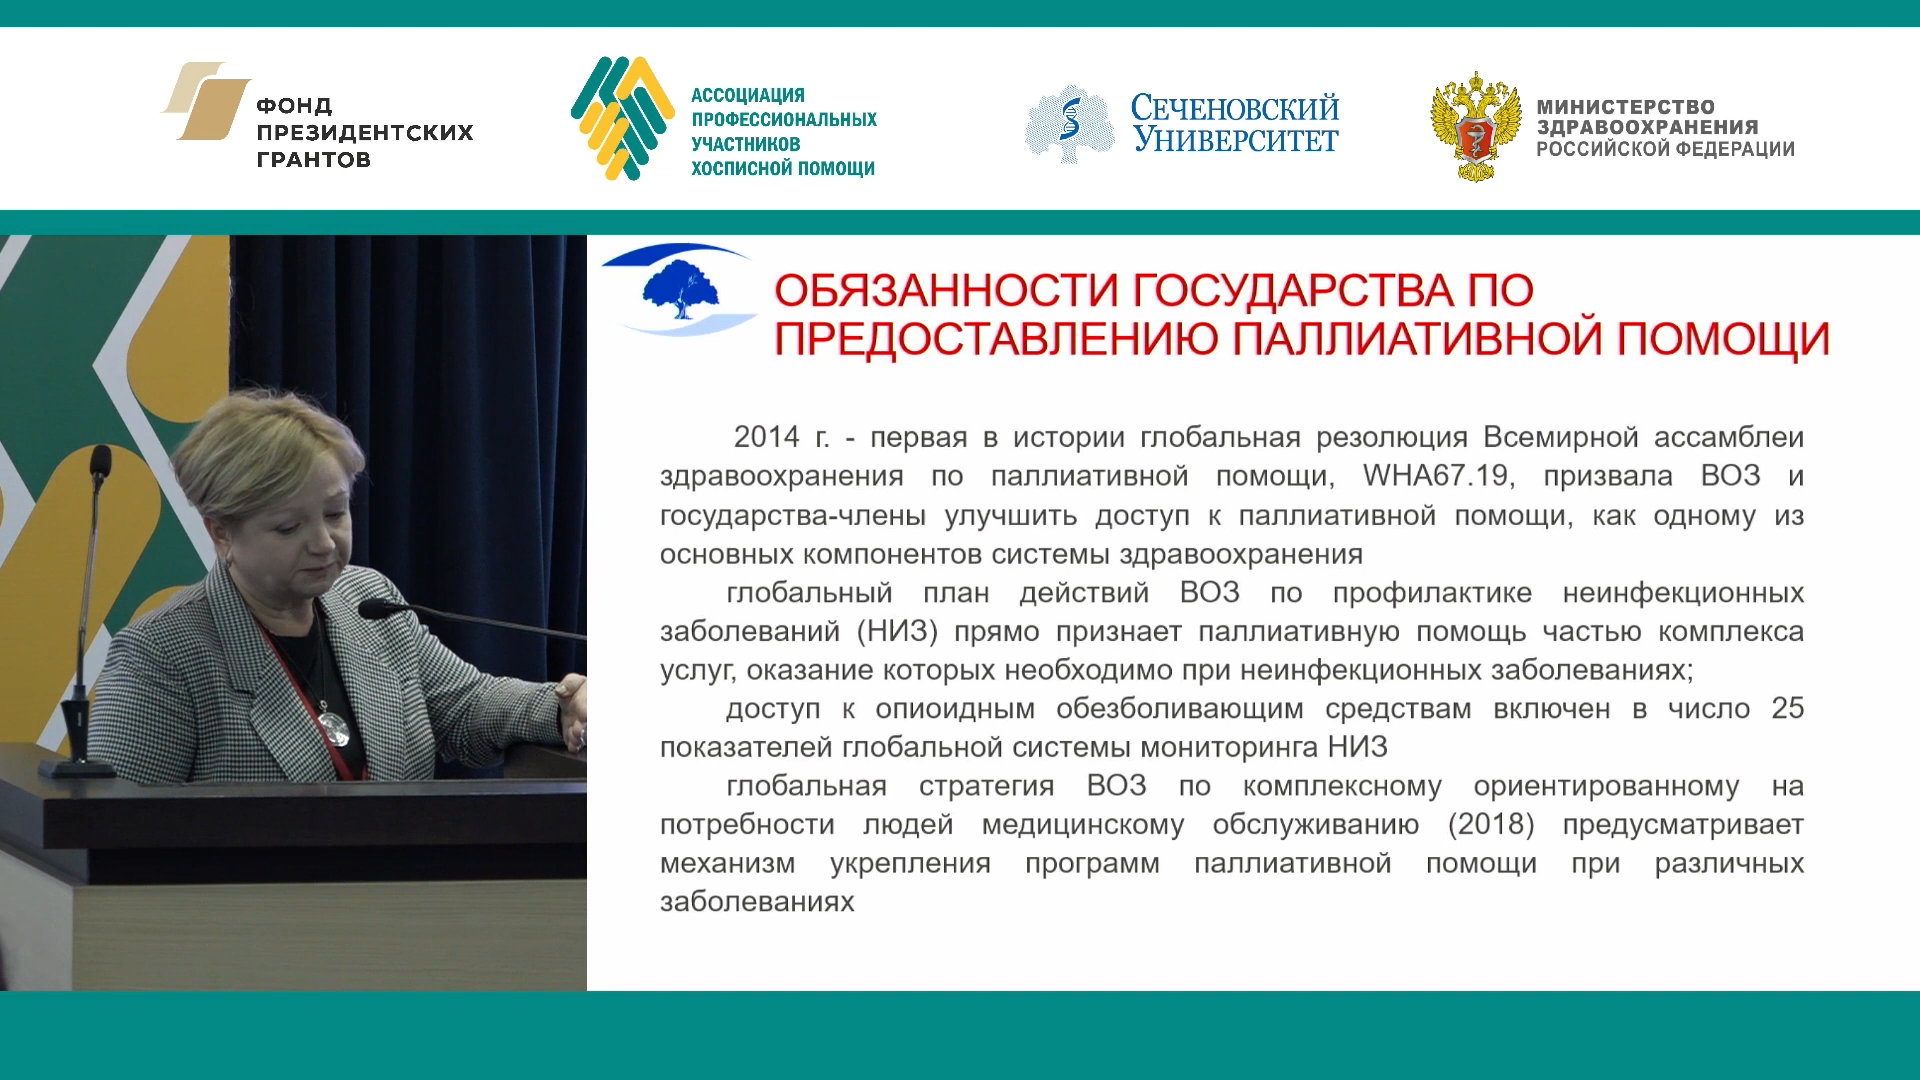 ФОНД
ПРЕЗИДЕНТСКИХ
ГРАНТОВ
АССОЦИАЦИЯ
ПРОФЕССИОНАЛЬНЫХ
УЧАСТНИКОВ
ХОСПИСНОЙ ПОМОЩИ
СЕЧЕНОВСКИЙ
УНИВЕРСИТЕТ
МИНИСТЕРСТВО
ЗДРАВООХРАНЕНИЯ
РОССИЙСКОЙ ФЕДЕРАЦИИ
ОБЯЗАННОСТИ ГОСУДАРСТВА ПО
ПРЕДОСТАВЛЕНИЮ ПАЛЛИАТИВНОЙ ПОМОЩИ
2014 г. - первая в истории глобальная резолюция Всемирной ассамблеи
здравоохранения по паллиативной помощи, WHA67.19, призвала ВОЗ и
государства-члены улучшить доступ к паллиативной помощи, как одному из
основных компонентов системы здравоохранения
глобальный план действий ВОЗ по профилактике неинфекционных
заболеваний (НИЗ) прямо признает паллиативную помощь частью комплекса
услуг, оказание которых необходимо при неинфекционных заболеваниях;
доступ к опиоидным обезболивающим средствам включен в число 25
показателей глобальной системы мониторинга НИЗ
глобальная стратегия ВОЗ по комплексному ориентированному на
потребности людей медицинскому обслуживанию (2018) предусматривает
механизм укрепления программ паллиативной помощи при различных
заболеваниях